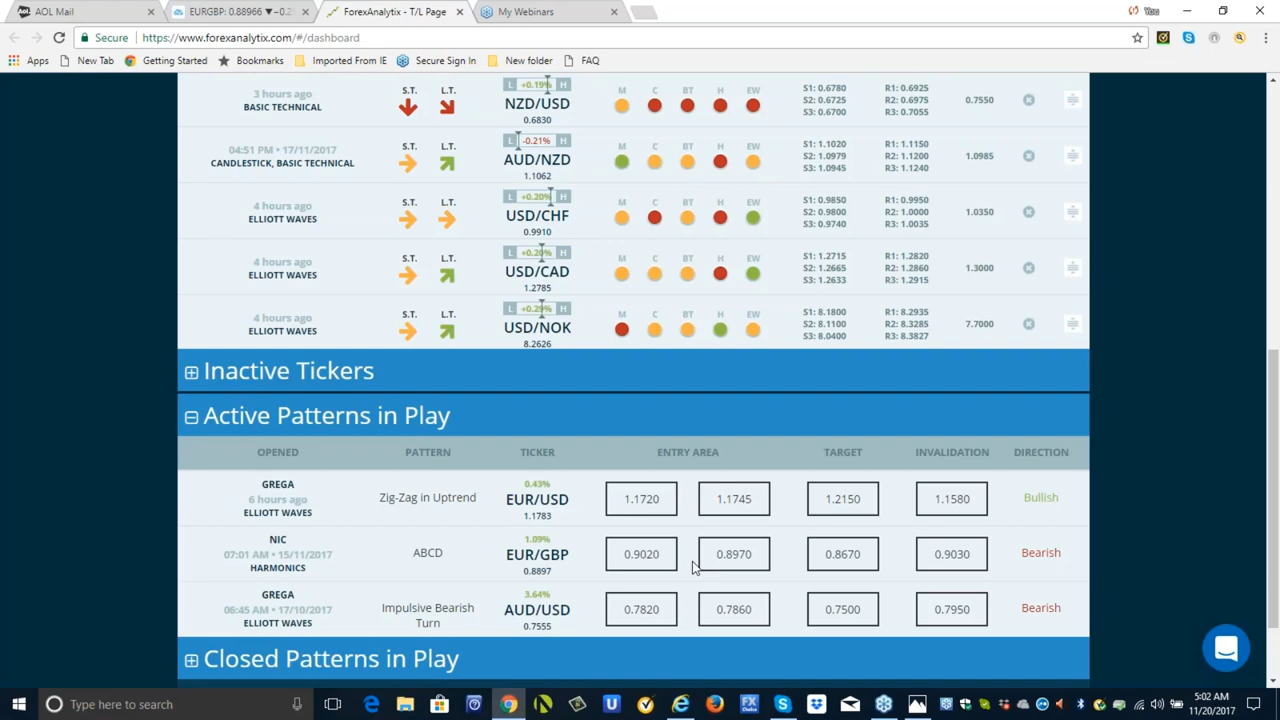 AOL Mail
EURGBP: 0.88966 ▼ −0.2
ForexAnalytix - T/L Page
My Webinars
You
Secure
https://www.forexanalytix.com/#/dashboard
Apps
New Tab
Getting Started
Bookmarks
Imported From IE
Secure Sign In
New folder
FAQ
3 hours ago
BASIC TECHNICAL
S.T. L.T.
L +0.19% H
NZD/USD
0.6830
M C BT H EW
S1: 0.6780
S2: 0.6725
S3: 0.6700
R1: 0.6925
R2: 0.6975
R3: 0.7055
0.7550
04:51 PM • 17/11/2017
CANDLESTICK, BASIC TECHNICAL
S.T. L.T.
L -0.21% H
AUD/NZD
1.1062
M C BT H EW
S1: 1.1020
S2: 1.0979
S3: 1.0945
R1: 1.1150
R2: 1.1200
R3: 1.1240
1.0985
4 hours ago
ELLIOTT WAVES
S.T. L.T.
L +0.20% H
USD/CHF
0.9910
M C BT H EW
S1: 0.9850
S2: 0.9800
S3: 0.9740
R1: 0.9950
R2: 1.0000
R3: 1.0035
1.0350
4 hours ago
ELLIOTT WAVES
S.T. L.T.
L +0.20% H
USD/CAD
1.2785
M C BT H EW
S1: 1.2715
S2: 1.2665
S3: 1.2633
R1: 1.2820
R2: 1.2860
R3: 1.2915
1.3000
4 hours ago
ELLIOTT WAVES
S.T. L.T.
L +0.29% H
USD/NOK
8.2626
M C BT H EW
S1: 8.1800
S2: 8.1100
S3: 8.0400
R1: 8.2935
R2: 8.3285
R3: 8.3827
7.7000
Inactive Tickers
Active Patterns in Play
OPENED PATTERN TICKER ENTRY AREA TARGET INVALIDATION DIRECTION
GREGA
6 hours ago
ELLIOTT WAVES
Zig-Zag in Uptrend
0.43%
EUR/USD
1.1783
1.1720 1.1745 1.2150 1.1580 Bullish
NIC
07:01 AM • 15/11/2017
HARMONICS
ABCD
1.09%
EUR/GBP
0.8897
0.9020 0.8970 0.8670 0.9030 Bearish
GREGA
06:45 AM • 17/10/2017
ELLIOTT WAVES
Impulsive Bearish
Turn
3.64%
AUD/USD
0.7555
0.7820 0.7860 0.7500 0.7950 Bearish
Closed Patterns in Play
Type here to search
5:02 AM
11/20/2017